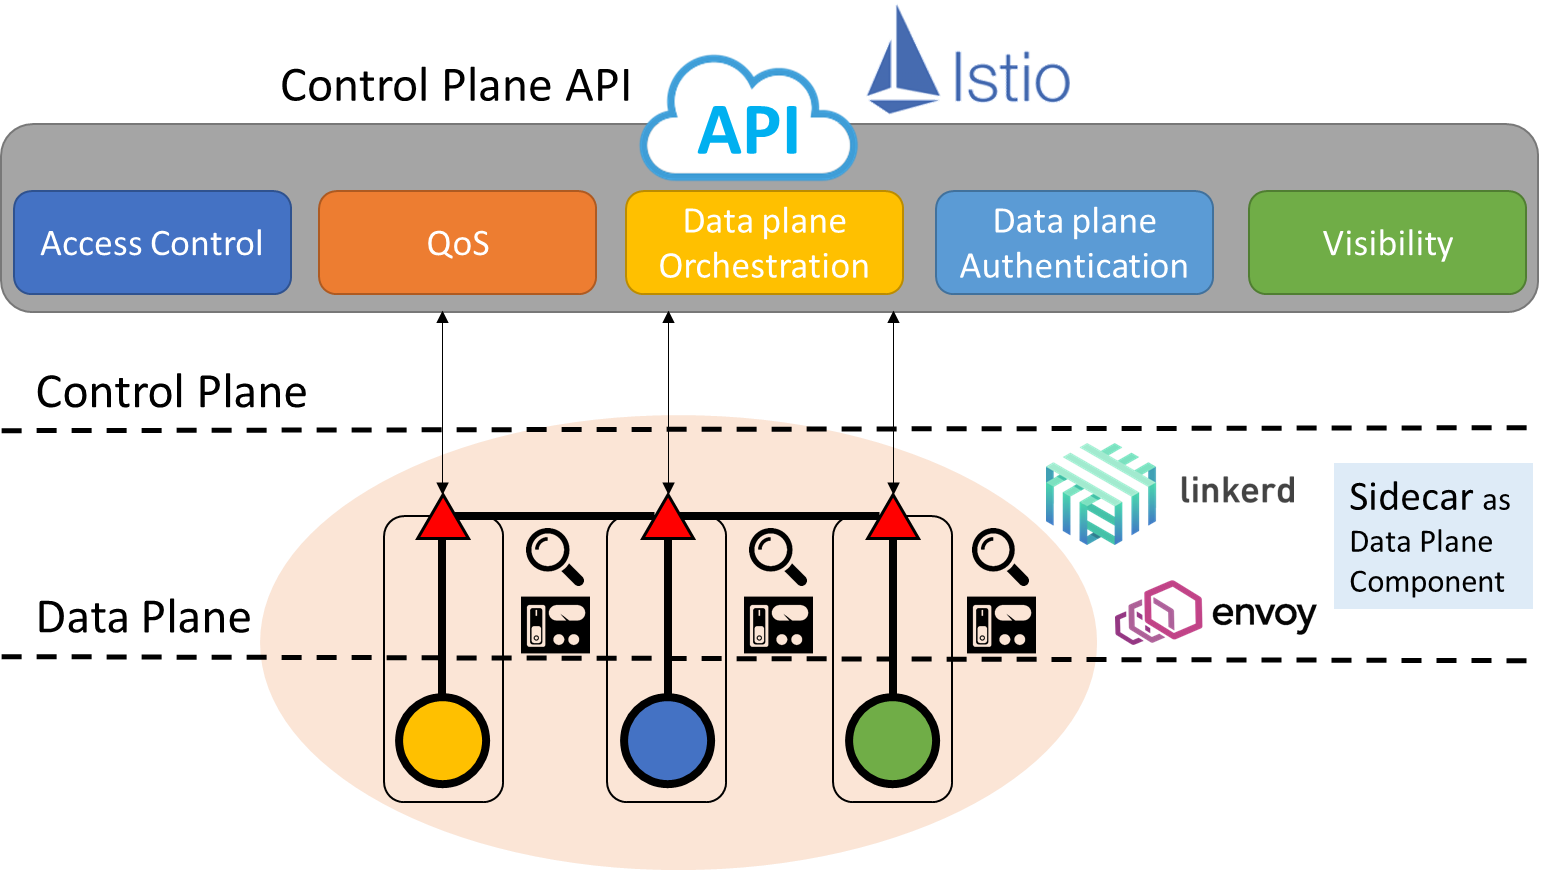 Control Plane API
API
Istio
Access Control
QoS
Data plane
Orchestration
Data plane
Authentication
Visibility
Control Plane
linkerd
Sidecar as
Data Plane
Component
Data Plane
envoy